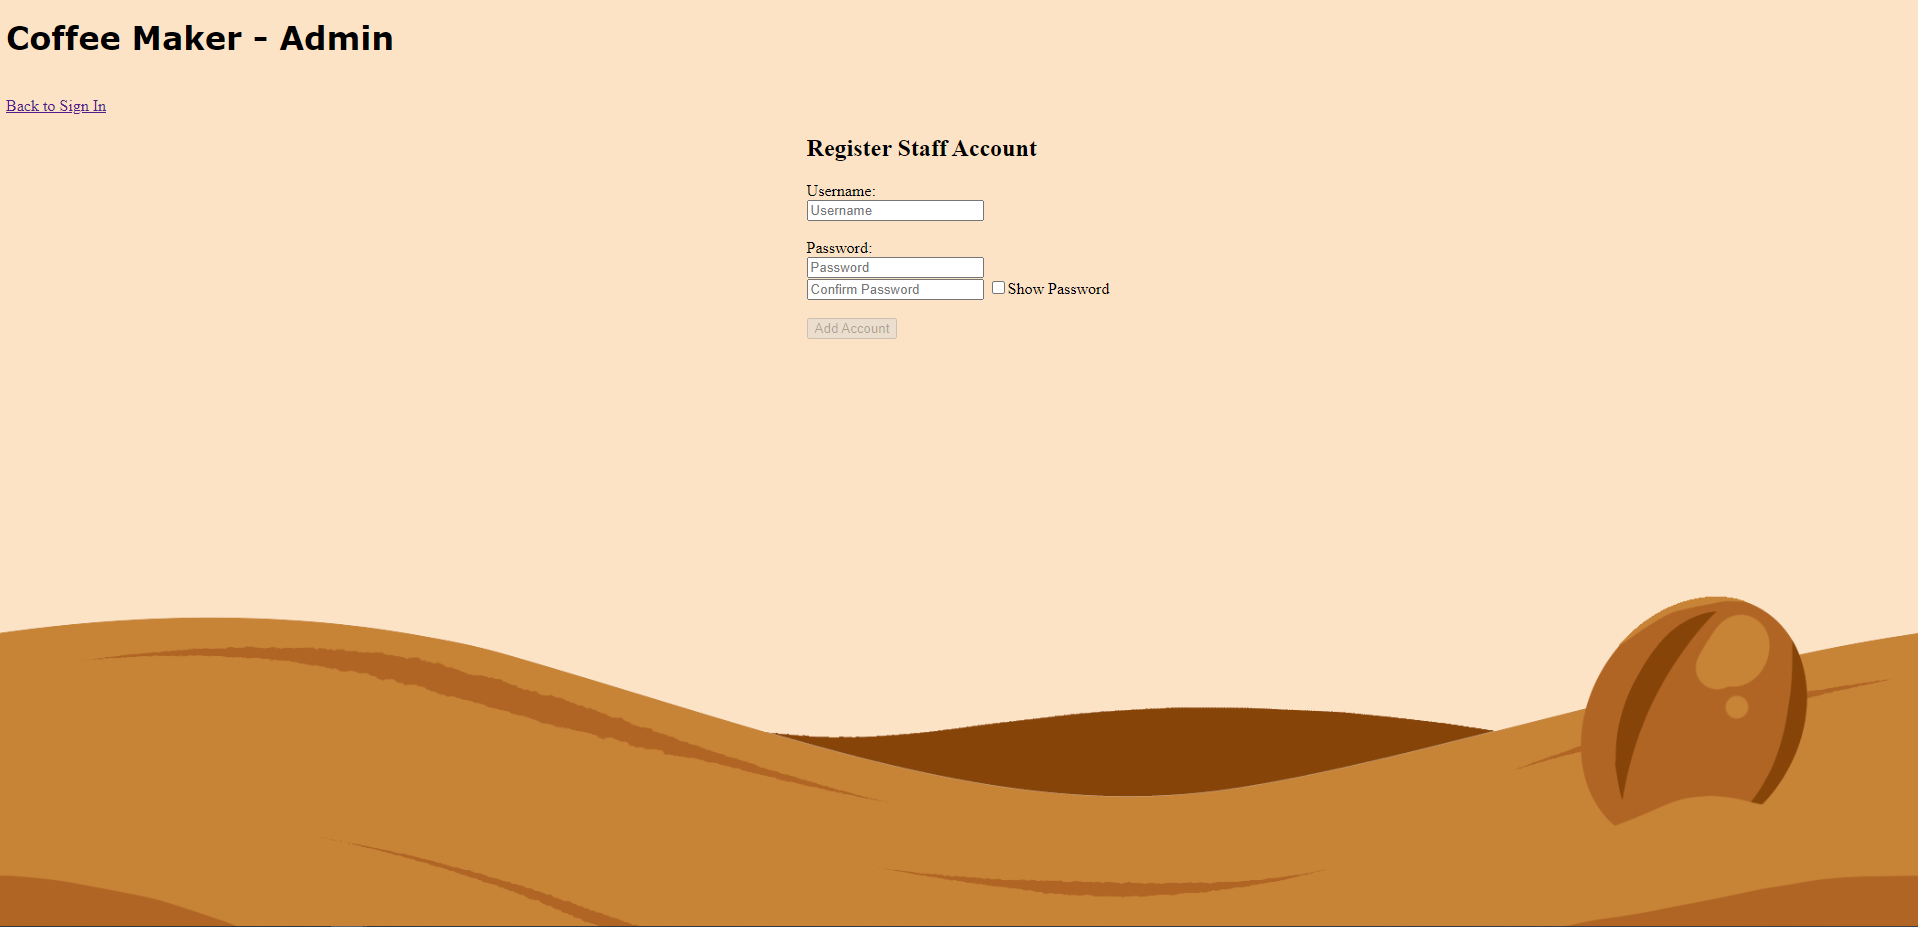 Coffee Maker - Admin
Back to Sign In
Register Staff Account
Username:
Username
Password:
Password
Confirm Password Show Password
Add Account